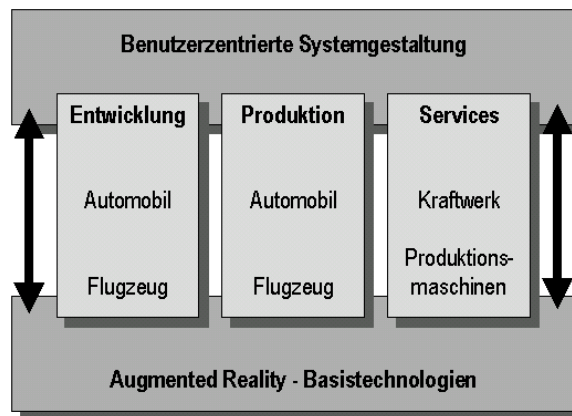 Benutzerzentrierte Systemgestaltung
Entwicklung
Automobil
Flugzeug
Produktion
Automobil
Flugzeug
Services
Kraftwerk
Produktions-
maschinen
Augmented Reality - Basistechnologien